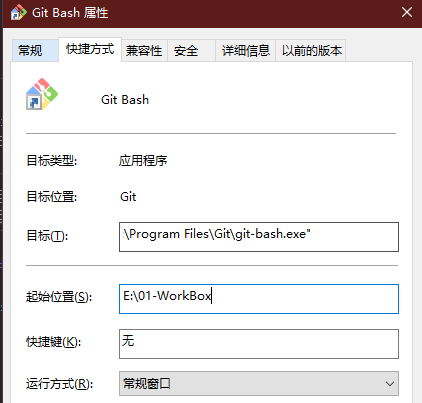 Git Bash 属性
常规 快捷方式 兼容性 安全 详细信息 以前的版本
Git Bash
目标类型: 应用程序
目标位置: Git
目标(T): :\Program Files\Git\git-bash.exe"
起始位置(S): E:\01-WorkBox
快捷键(K): 无
运行方式(R): 常规窗口